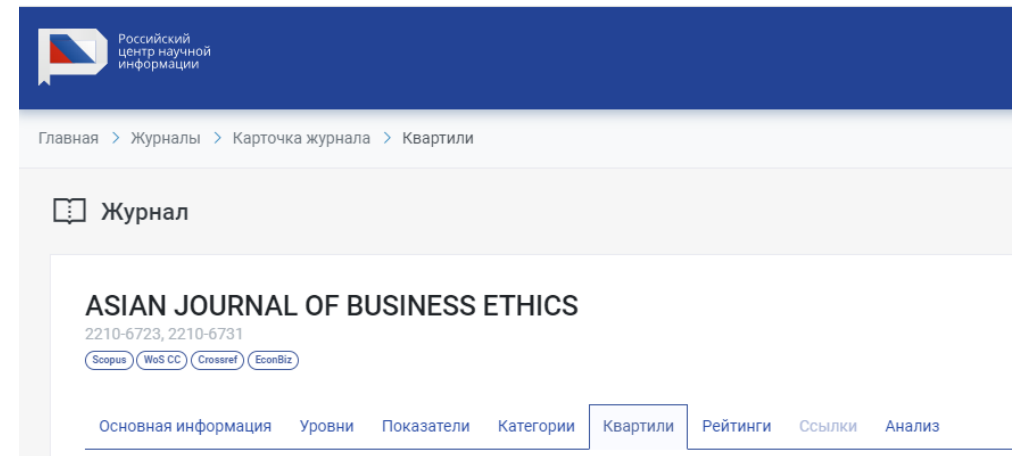 Российский
центр научной
информации
Главная > Журналы > Карточка журнала > Квартили
Журнал
ASIAN JOURNAL OF BUSINESS ETHICS
2210-6723, 2210-6731
Scopus WoS CC Crossref EconBiz
Основная информация Уровни Показатели Категории Квартили Рейтинги Ссылки Анализ